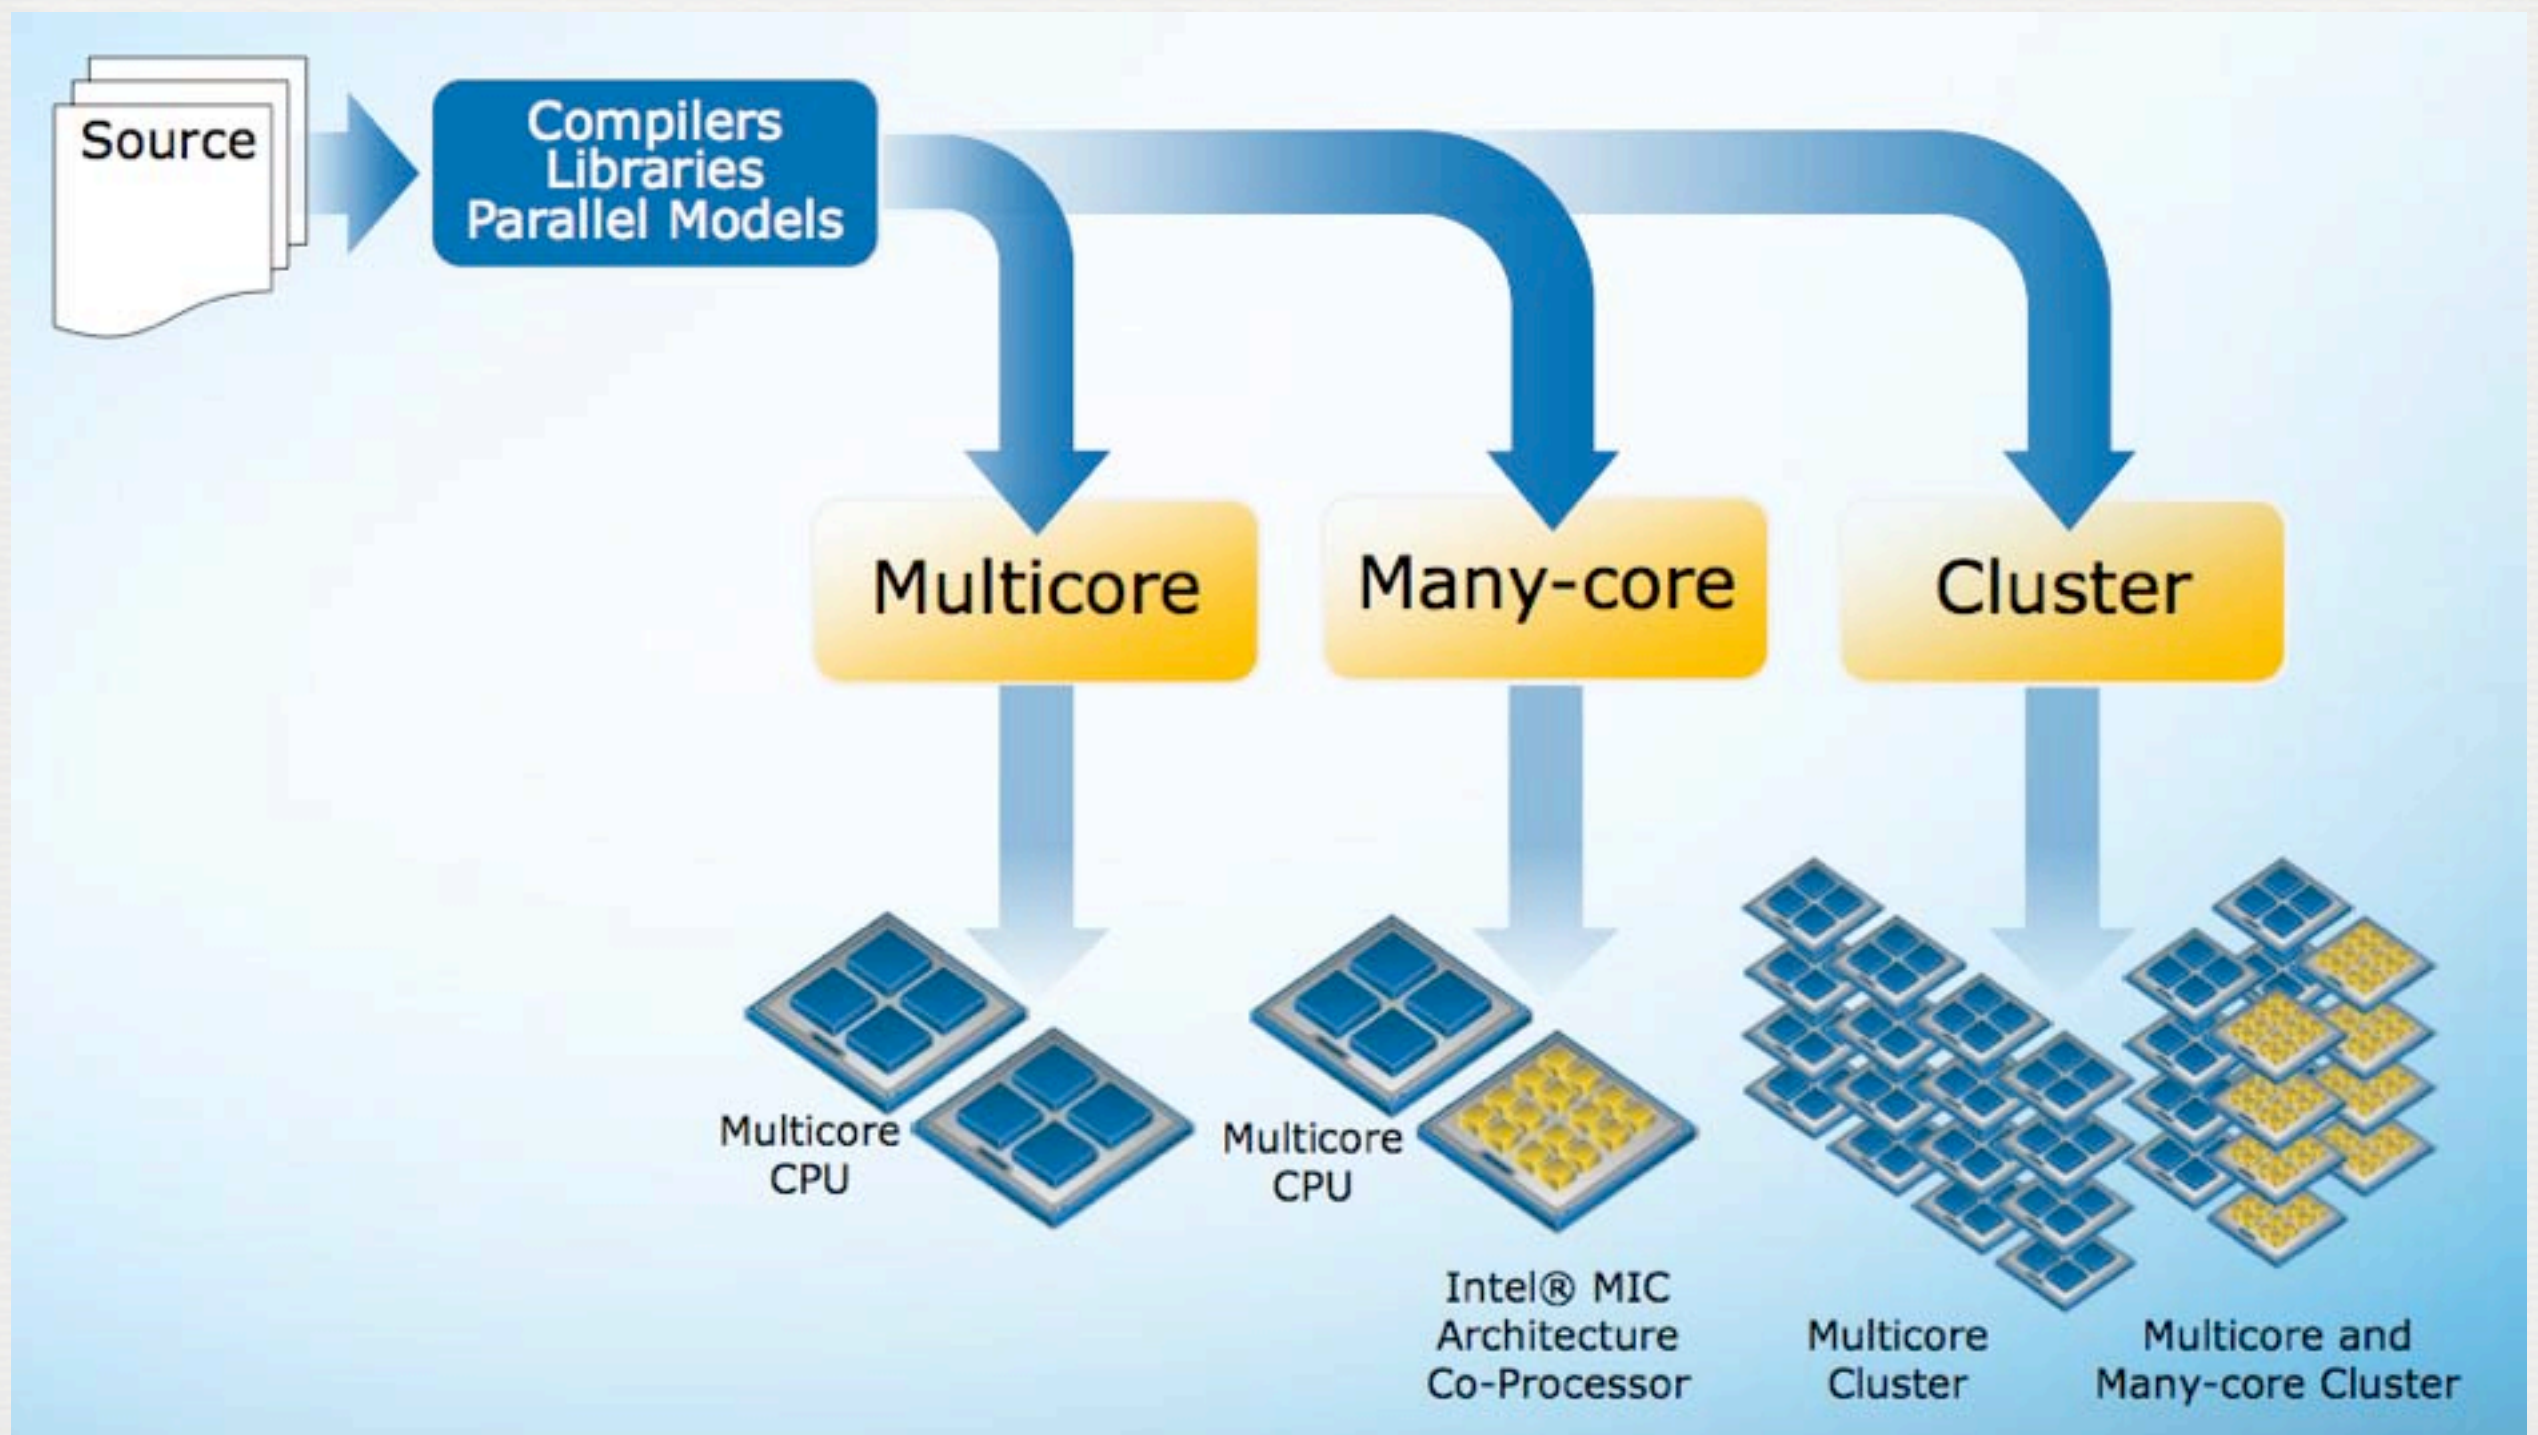 Source
Compilers
Libraries
Parallel Models
Multicore
Many-core
Cluster
Multicore
CPU
Multicore
CPU
Intel® MIC
Architecture
Co-Processor
Multicore
Cluster
Multicore and
Many-core Cluster